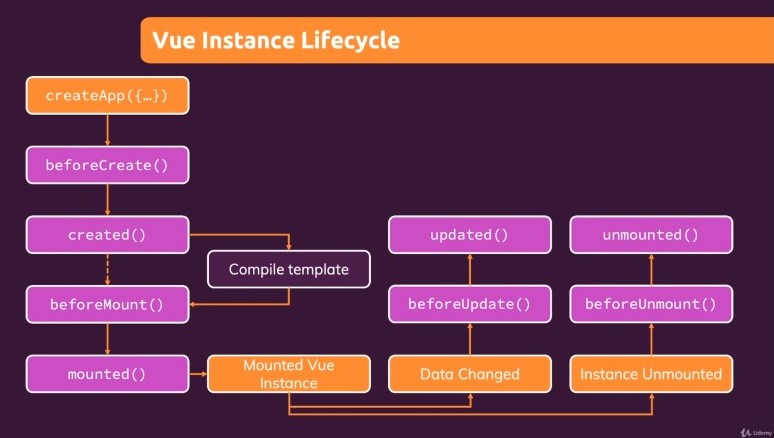 Vue Instance Lifecycle
createApp({…})
beforeCreate()
created()
Compile template
beforeMount()
mounted()
Mounted Vue
Instance
updated()
beforeUpdate()
Data Changed
unmounted()
beforeUnmount()
Instance Unmounted
Udemy